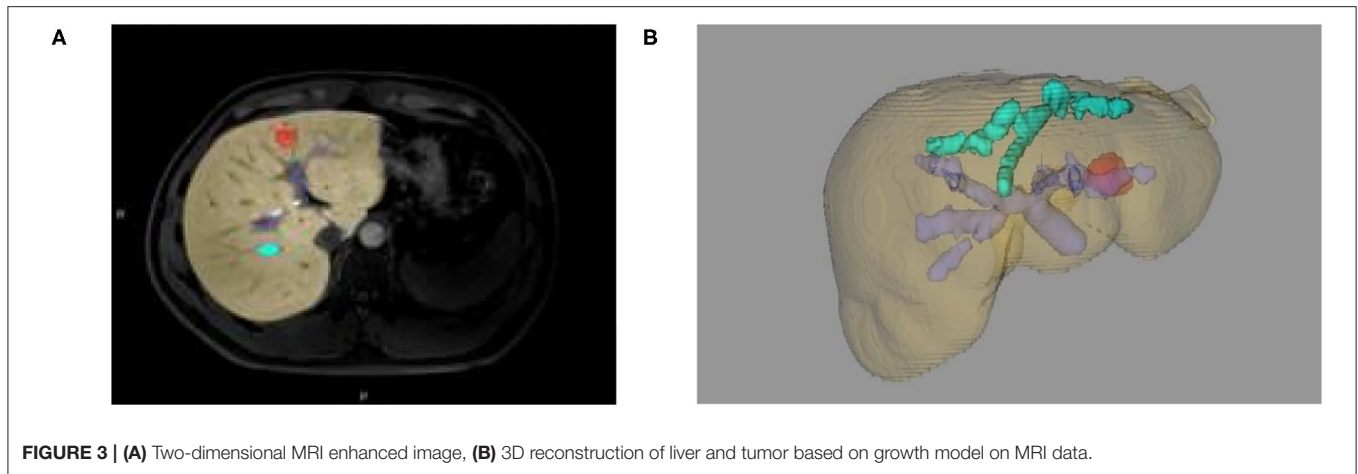 A
B
FIGURE 3 | (A) Two-dimensional MRI enhanced image, (B) 3D reconstruction of liver and tumor based on growth model on MRI data.